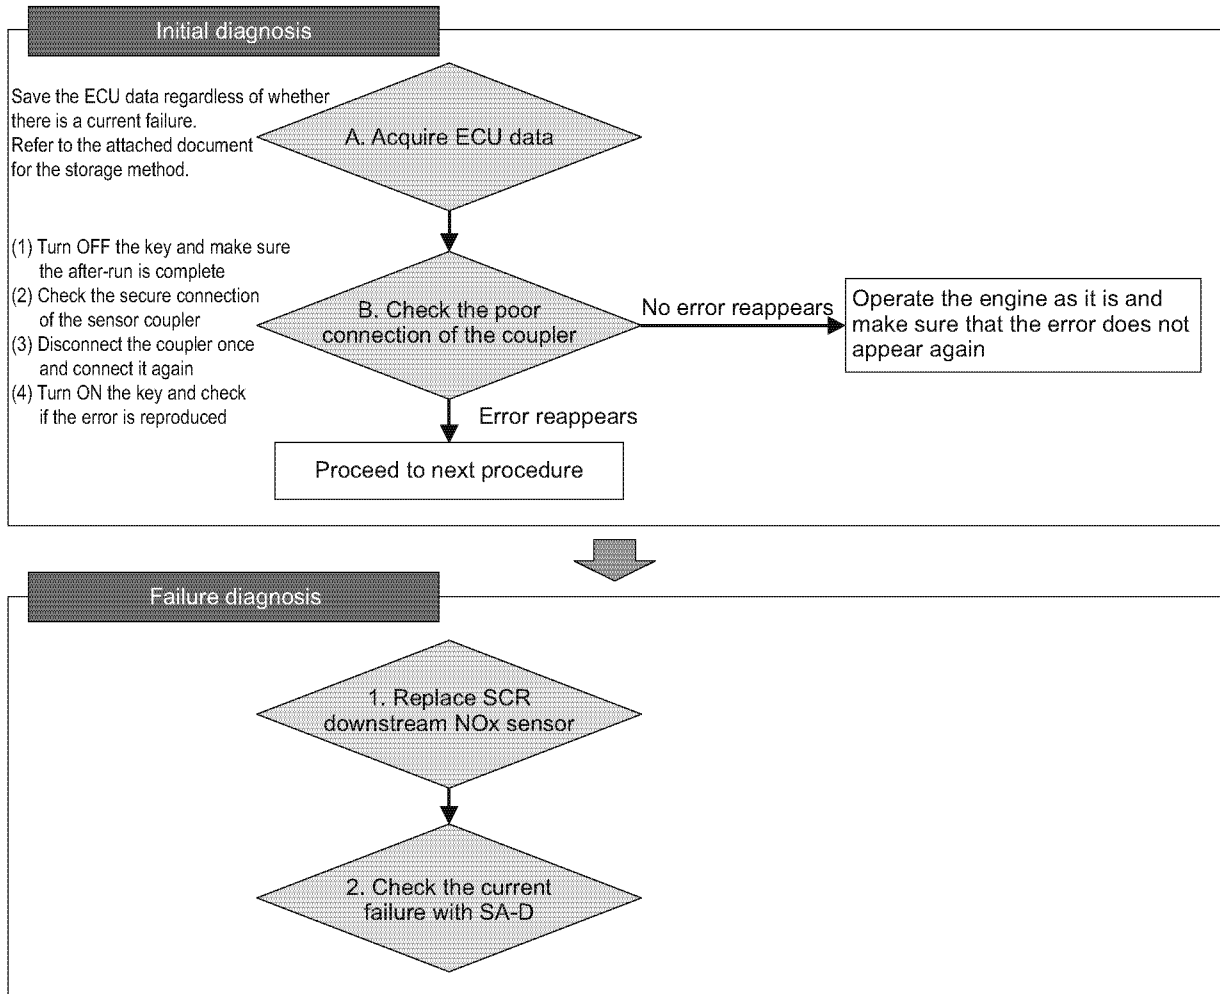 Initial diagnosis
Save the ECU data regardless of whether
there is a current failure.
Refer to the attached document
for the storage method.
A. Acquire ECU data
(1) Turn OFF the key and make sure
the after-run is complete
(2) Check the secure connection
of the sensor coupler
(3) Disconnect the coupler once
and connect it again
(4) Turn ON the key and check
if the error is reproduced
B. Check the poor
connection of the coupler
No error reappears
Operate the engine as it is and
make sure that the error does not
appear again
Error reappears
Proceed to next procedure
Failure diagnosis
1. Replace SCR
downstream NOx sensor
2. Check the current
failure with SA-D